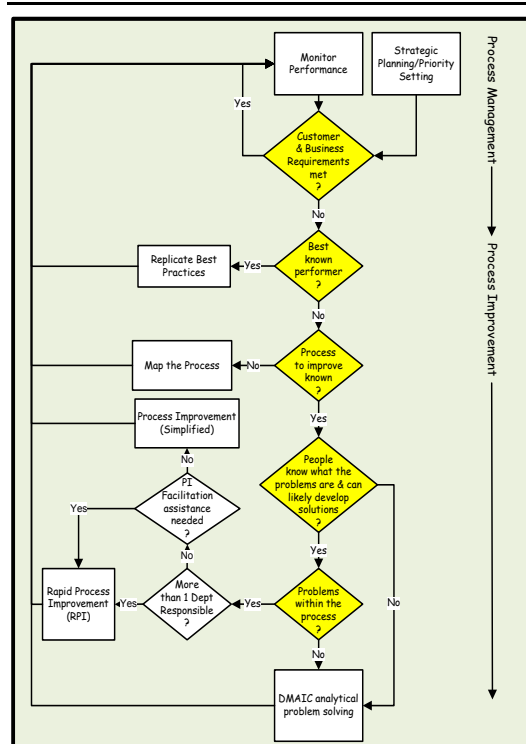 Monitor
Performance
Strategic
Planning/Priority
Setting
Process Management
Yes
Customer
& Business
Requirements
met
?
No
Replicate Best
Practices
Yes
Best
known
performer
?
Process Improvement
No
Map the Process
No
Process
to improve
known
?
Yes
Process Improvement
(Simplified)
No
People
know what the
problems are & can
likely develop
solutions
?
PI
Facilitation
assistance
needed
?
Yes
Yes
No
No
Rapid Process
Improvement
(RPI)
Yes
More
than 1 Dept
Responsible
?
Yes
Problems
within the
process
?
No
DMAIC analytical
problem solving